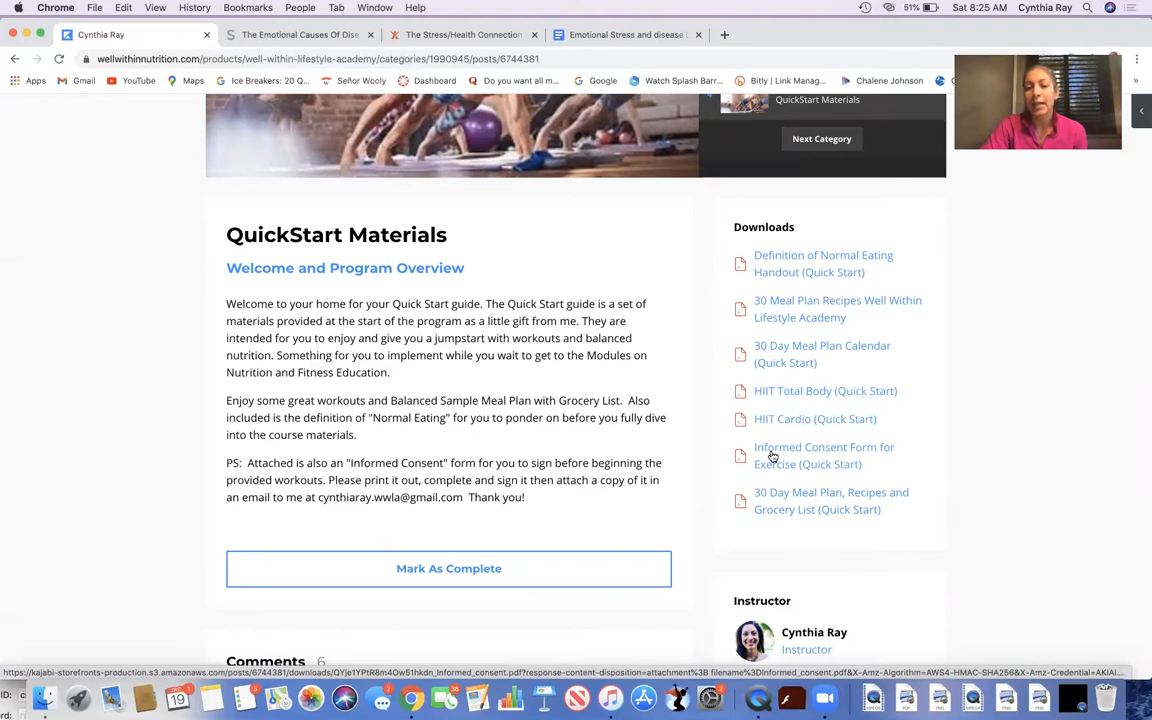 Chrome File Edit View History Bookmarks People Tab Window Help 51% Sat 8:25 AM Cynthia Ray
Cynthia Ray The Emotional Causes Of Dise The Stress/Health Connection Emotional Stress and disease
wellwithinnutrition.com/products/well-within-lifestyle-academy/categories/1990945/posts/6744381
Apps Gmail YouTube Maps Ice Breakers: 20 Q... Señor Wooly Dashboard Do you want all m... Google Watch Splash Barr... Bitly | Link Manag... Chalene Johnson
QuickStart Materials
Next Category
QuickStart Materials
Welcome and Program Overview
Welcome to your home for your Quick Start guide. The Quick Start guide is a set of
materials provided at the start of the program as a little gift from me. They are
intended for you to enjoy and give you a jumpstart with workouts and balanced
nutrition. Something for you to implement while you wait to get to the Modules on
Nutrition and Fitness Education.
Enjoy some great workouts and Balanced Sample Meal Plan with Grocery List. Also
included is the definition of "Normal Eating" for you to ponder on before you fully dive
into the course materials.
PS: Attached is also an "Informed Consent" form for you to sign before beginning the
provided workouts. Please print it out, complete and sign it then attach a copy of it in
an email to me at cynthiaray.wwla@gmail.com Thank you!
Mark As Complete
Comments 6
Downloads
Definition of Normal Eating
Handout (Quick Start)
30 Meal Plan Recipes Well Within
Lifestyle Academy
30 Day Meal Plan Calendar
(Quick Start)
HIIT Total Body (Quick Start)
HIIT Cardio (Quick Start)
Informed Consent Form for
Exercise (Quick Start)
30 Day Meal Plan, Recipes and
Grocery List (Quick Start)
Instructor
Cynthia Ray
Instructor